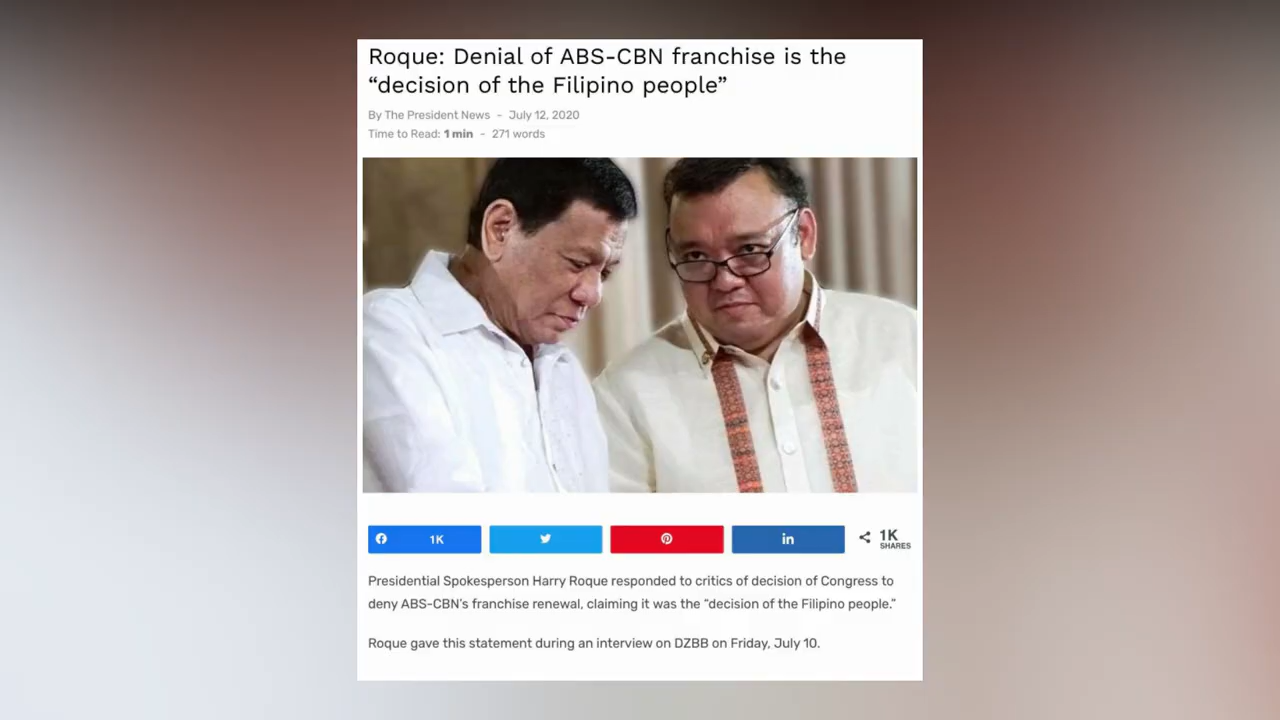 Roque: Denial of ABS-CBN franchise is the
“decision of the Filipino people”
By The President News - July 12, 2020
Time to Read: 1 min - 271 words
1K
1K
SHARES
Presidential Spokesperson Harry Roque responded to critics of decision of Congress to
deny ABS-CBN’s franchise renewal, claiming it was the “decision of the Filipino people.”
Roque gave this statement during an interview on DZBB on Friday, July 10.